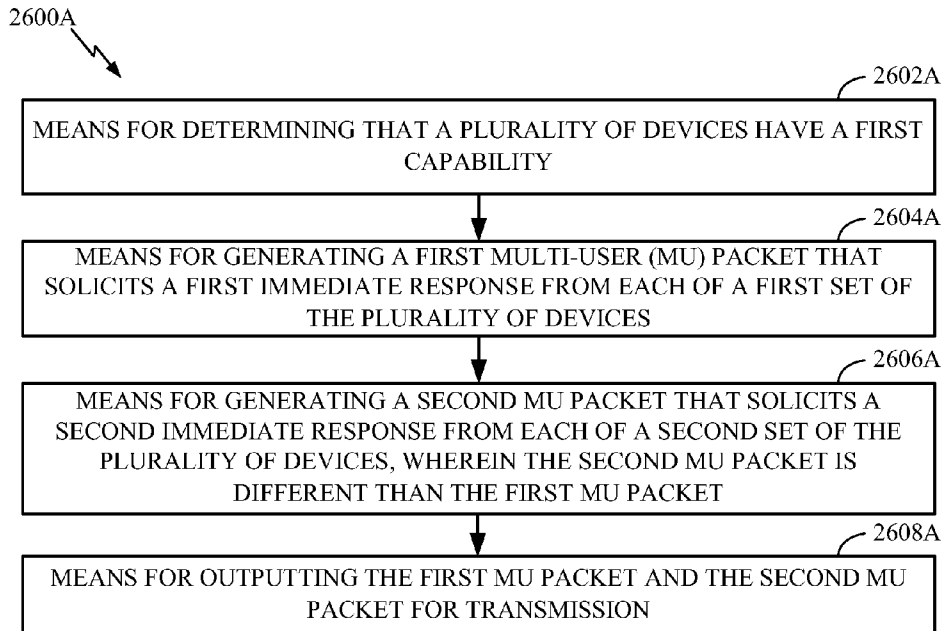 2600A
2602A
MEANS FOR DETERMINING THAT A PLURALITY OF DEVICES HAVE A FIRST
CAPABILITY
2604A
MEANS FOR GENERATING A FIRST MULTI-USER (MU) PACKET THAT
SOLICITS A FIRST IMMEDIATE RESPONSE FROM EACH OF A FIRST SET OF
THE PLURALITY OF DEVICES
2606A
MEANS FOR GENERATING A SECOND MU PACKET THAT SOLICITS A
SECOND IMMEDIATE RESPONSE FROM EACH OF A SECOND SET OF THE
PLURALITY OF DEVICES, WHEREIN THE SECOND MU PACKET IS
DIFFERENT THAN THE FIRST MU PACKET
2608A
MEANS FOR OUTPUTTING THE FIRST MU PACKET AND THE SECOND MU
PACKET FOR TRANSMISSION